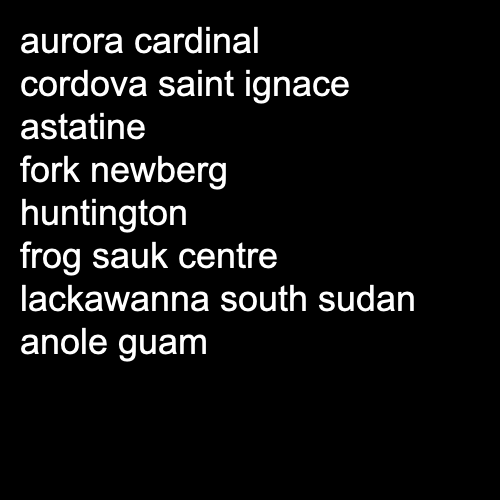 aurora cardinal
cordova saint ignace
astatine
fork newberg
huntington
frog sauk centre
lackawanna south sudan
anole guam